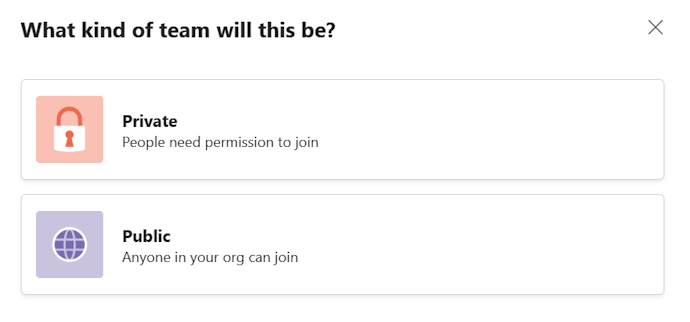 What kind of team will this be?
Private
People need permission to join
Public
Anyone in your org can join